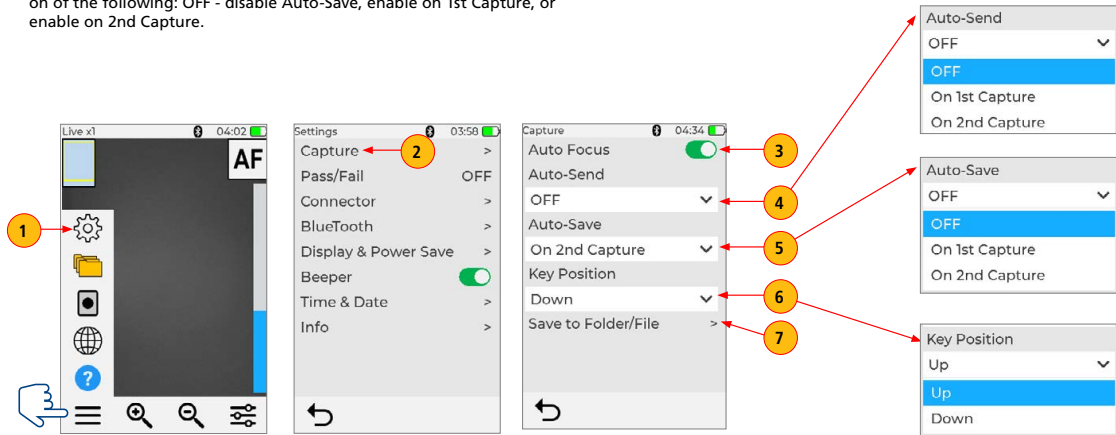 on of the following: OFF - disable Auto-Save, enable on 1st Capture, or
enable on 2nd Capture.
Live x1 04:02
AF
1
?
Settings 03:58
Capture >
2
Pass/Fail OFF
Connector >
BlueTooth >
Display & Power Save >
Beeper
Time & Date >
Info >
Capture 04:34
Auto Focus
3
Auto-Send
OFF
4
Auto-Save
On 2nd Capture
5
Key Position
Down
6
Save to Folder/File >
7
Auto-Send
OFF
OFF
On 1st Capture
On 2nd Capture
Auto-Save
OFF
OFF
On 1st Capture
On 2nd Capture
Key Position
Up
Up
Down